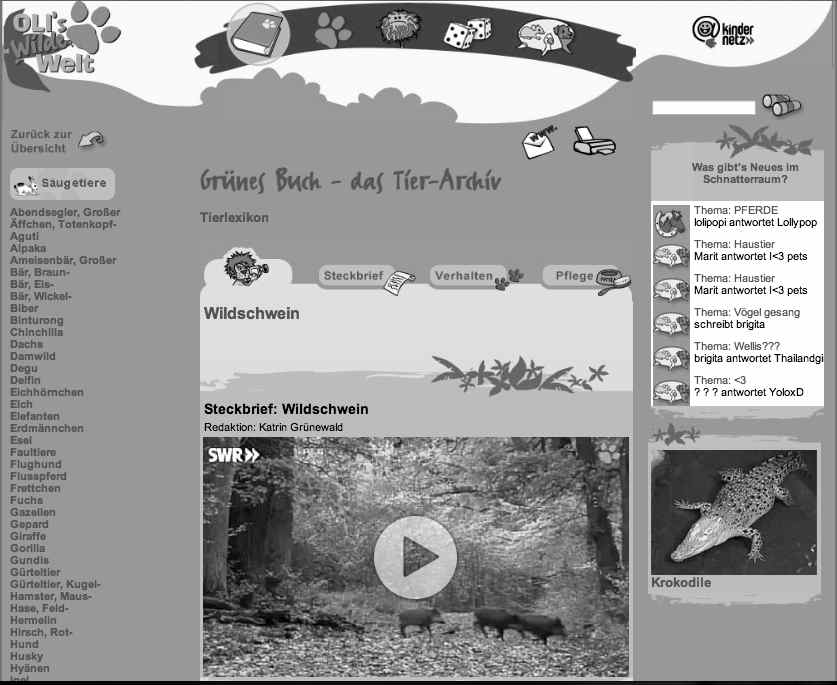 OLI's
Wilde
Welt
kinder
netz»
Zurück zur
Übersicht
www.
Säugetiere
Abendsegler, Großer
Äffchen, Totenkopf-
Aguti
Alpaka
Ameisenbär, Großer
Bär, Braun-
Bär, Eis-
Bär, Wickel-
Biber
Binturong
Chinchilla
Dachs
Damwild
Degu
Delfin
Eichhörnchen
Elch
Elefanten
Erdmännchen
Esel
Faultiere
Flughund
Flusspferd
Frettchen
Fuchs
Gazellen
Gepard
Giraffe
Gorilla
Gundis
Gürteltier
Gürteltier, Kugel-
Hamster, Maus-
Hase, Feld-
Hermelin
Hirsch, Rot-
Hund
Husky
Hyänen
Igel
Grünes Buch - das Tier-Archiv
Tierlexikon
Steckbrief
Verhalten
Pflege
Wildschwein
Steckbrief: Wildschwein
Redaktion: Katrin Grünewald
SWR»
Was gibt's Neues im
Schnatterraum?
Thema: PFERDE
lolipopi antwortet Lollypop
Thema: Haustier
Marit antwortet I<3 pets
Thema: Haustier
Marit antwortet I<3 pets
Thema: Vögel gesang
schreibt brigita
Thema: Wellis???
brigita antwortet Thailandgi
Thema: <3
? ? ? antwortet YoloxD
Krokodile